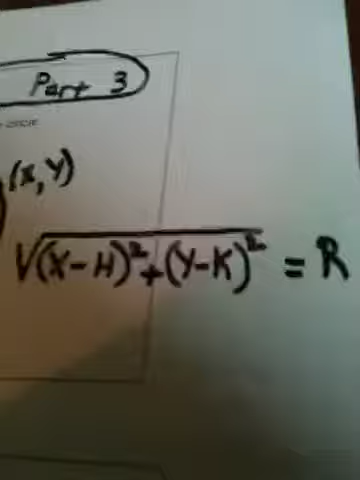 Part 3
(X, Y)
√(X-H)²+(Y-K)² = R